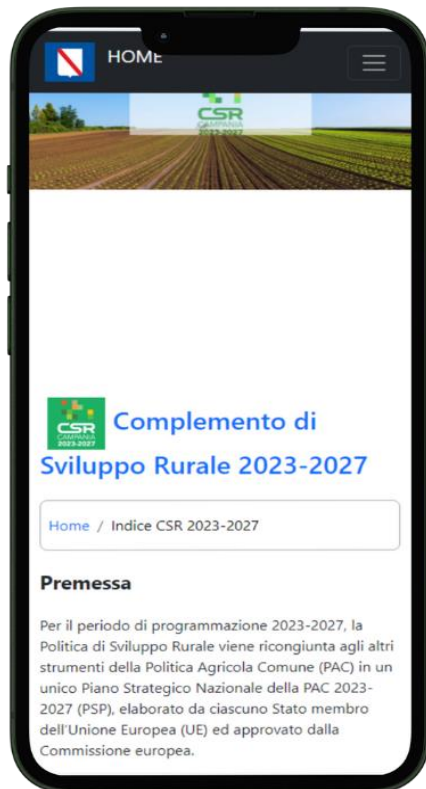 HOME
CSR
CAMPANIA
2023-2027
CSR
CAMPANIA
2023-2027
Complemento di
Sviluppo Rurale 2023-2027
Home / Indice CSR 2023-2027
Premessa
Per il periodo di programmazione 2023-2027, la
Politica di Sviluppo Rurale viene ricongiunta agli altri
strumenti della Politica Agricola Comune (PAC) in un
unico Piano Strategico Nazionale della PAC 2023-
2027 (PSP), elaborato da ciascuno Stato membro
dell'Unione Europea (UE) ed approvato dalla
Commissione europea.